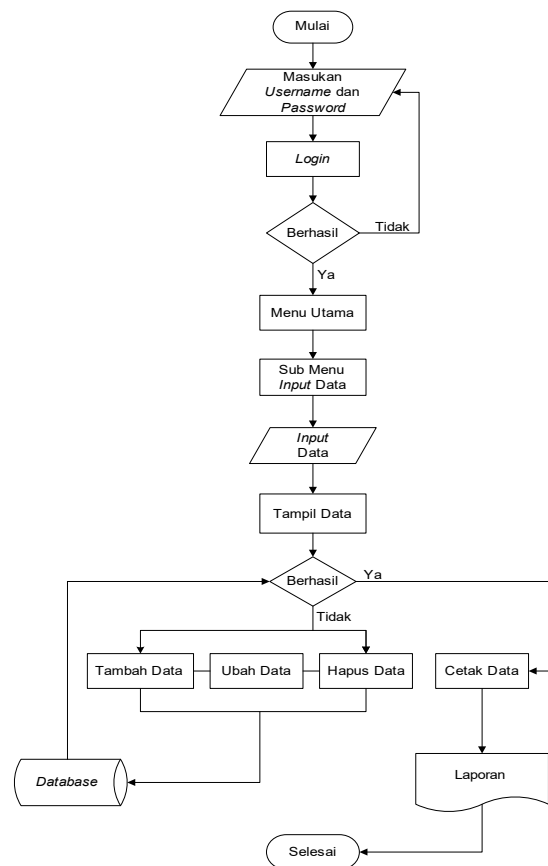 Mulai
Masukan
Username dan
Password
Login
Berhasil
Tidak
Ya
Menu Utama
Sub Menu
Input Data
Input
Data
Tampil Data
Berhasil
Ya
Tidak
Tambah Data
Ubah Data
Hapus Data
Cetak Data
Database
Laporan
Selesai